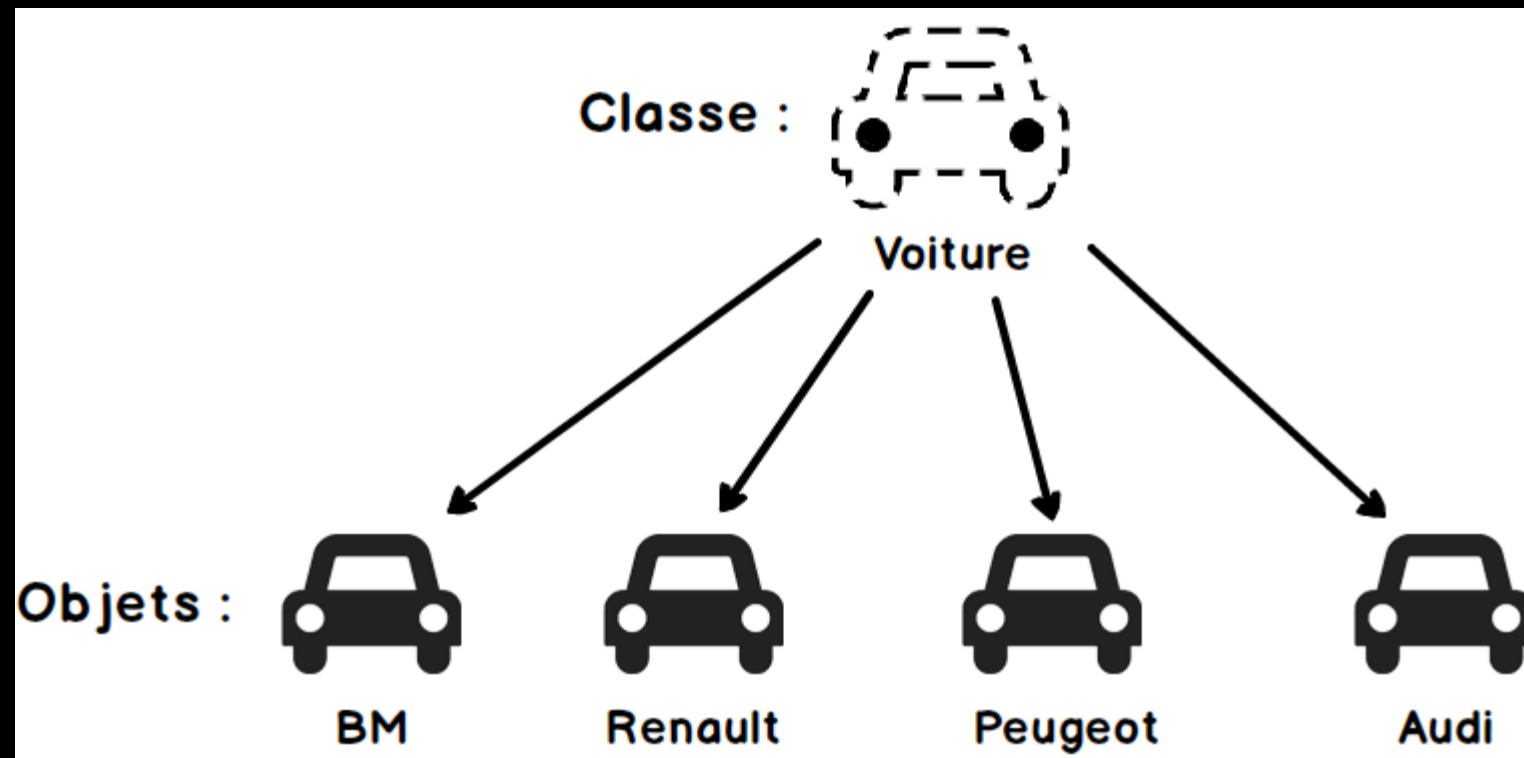 Classe :
Voiture
Objets :
BM
Renault
Peugeot
Audi